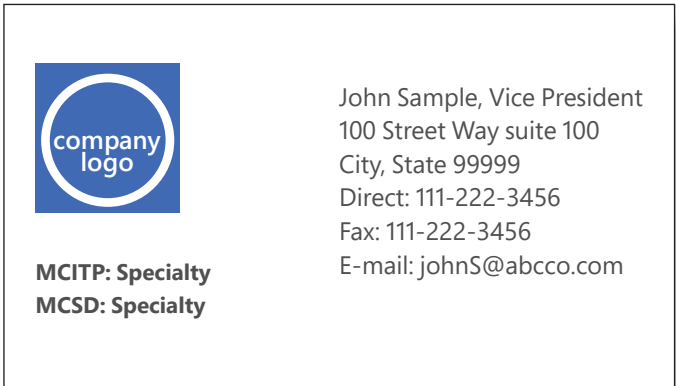 company
logo
MCITP: Specialty
MCSD: Specialty
John Sample, Vice President
100 Street Way suite 100
City, State 99999
Direct: 111-222-3456
Fax: 111-222-3456
E-mail: johnS@abcco.com